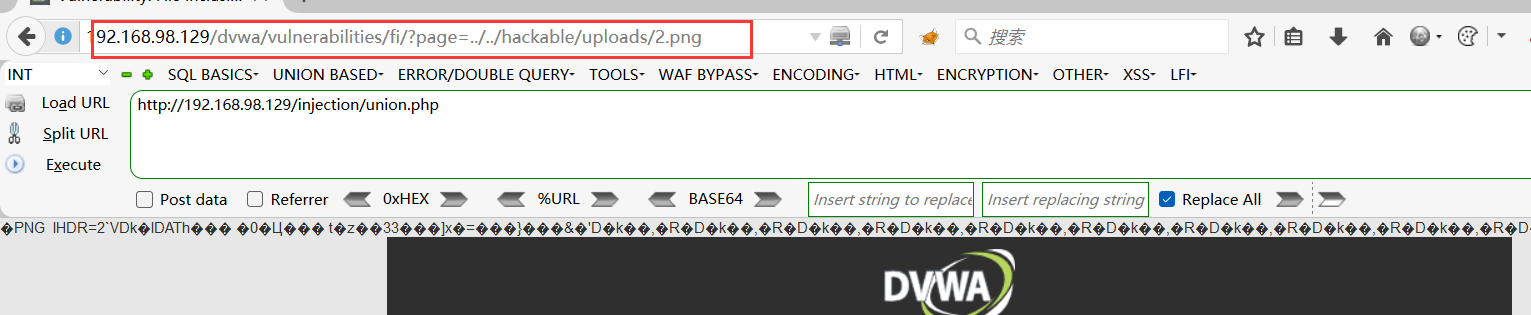 Vulnerability: File Inclu...
192.168.98.129/dvwa/vulnerabilities/fi/?page=../../hackable/uploads/2.png
搜索
INT SQL BASICS UNION BASED ERROR/DOUBLE QUERY TOOLS WAF BYPASS ENCODING HTML ENCRYPTION OTHER XSS LFI
Load URL http://192.168.98.129/injection/union.php
Split URL
Execute
Post data Referrer 0xHEX %URL BASE64 Insert string to replace Insert replacing string Replace All
�PNG IHDR=2`VDk�IDATh��� �0�Ц��� t�z��33���]x�=���}���&�'D�k��,�R�D�k��,�R�D�k��,�R�D�k��,�R�D�k��,�R�D�k��,�R�D�k��,�R�D�k��,�R�D
DVWA